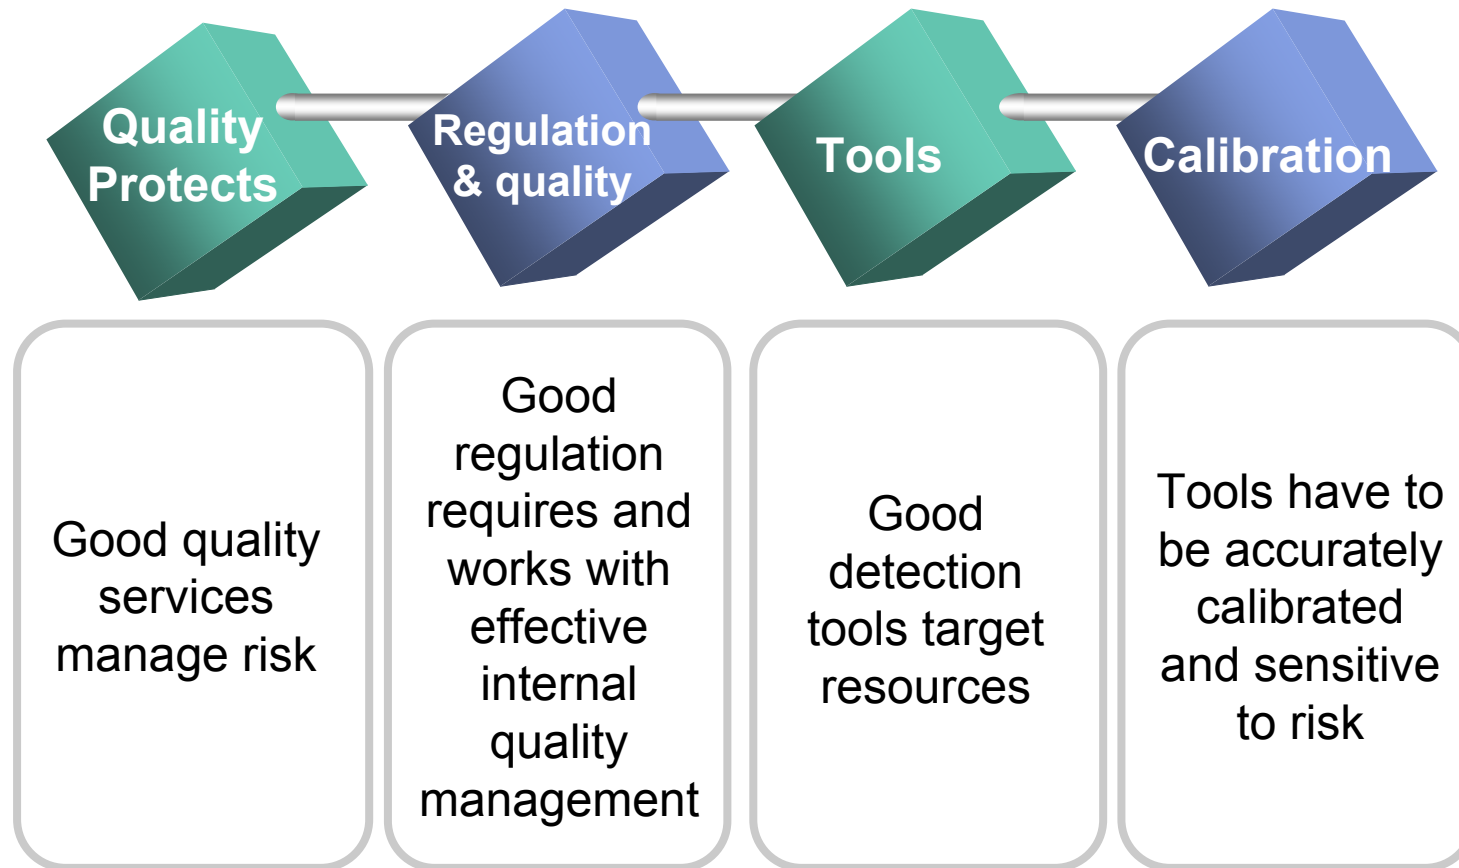 Quality
Protects
Regulation
& quality
Tools
Calibration
Good quality
services
manage risk
Good
regulation
requires and
works with
effective
internal
quality
management
Good
detection
tools target
resources
Tools have to
be accurately
calibrated
and sensitive
to risk